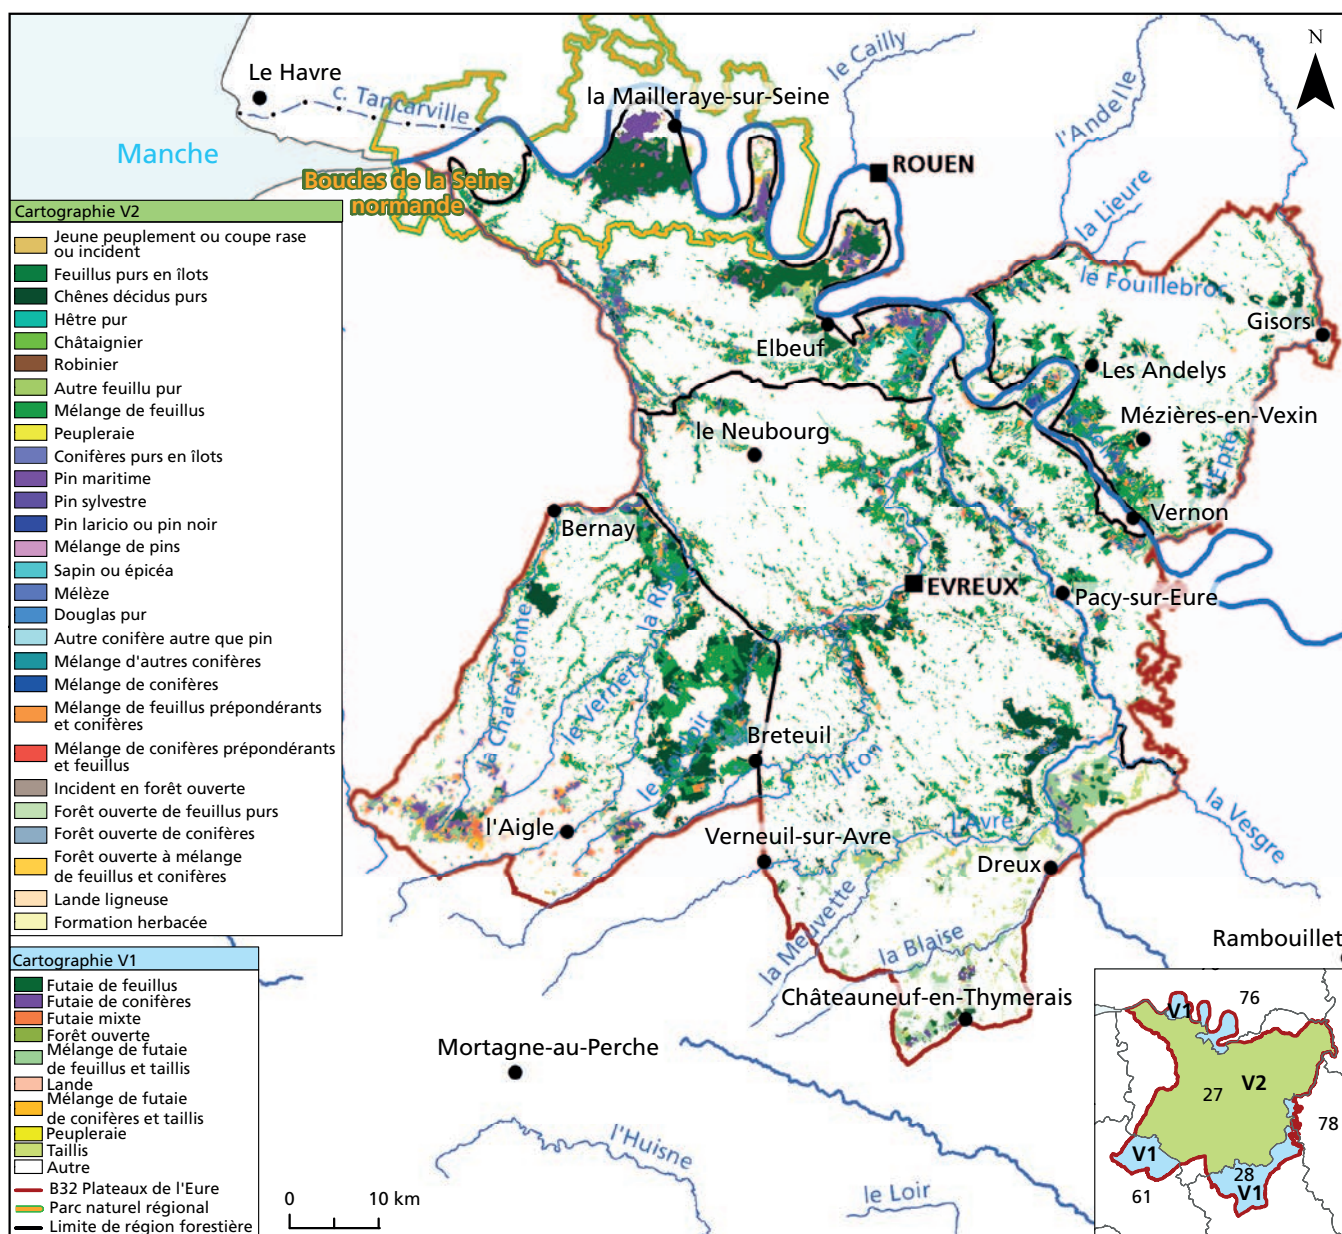 N
le Cailly
Le Havre
c. Tancarville
la Mailleraye-sur-Seine
l'Andelle
Manche
ROUEN
Boucles de la Seine
normande
la Lieure
le Fouillebroc
Gisors
Elbeuf
Les Andelys
Mézières-en-Vexin
le Neubourg
l'Epte
Vernon
Bernay
EVREUX
Pacy-sur-Eure
la Charentonne
le Vernet
Breteuil
l'Iton
l'Aigle
Verneuil-sur-Avre
l'Avre
Dreux
la Vesgre
la Meuvette
la Blaise
Rambouillet
Châteauneuf-en-Thymerais
Mortagne-au-Perche
l'Huisne
le Loir
Cartographie V2
Jeune peuplement ou coupe rase
ou incident
Feuillus purs en îlots
Chênes décidus purs
Hêtre pur
Châtaignier
Robinier
Autre feuillu pur
Mélange de feuillus
Peupleraie
Conifères purs en îlots
Pin maritime
Pin sylvestre
Pin laricio ou pin noir
Mélange de pins
Sapin ou épicéa
Mélèze
Douglas pur
Autre conifère autre que pin
Mélange d'autres conifères
Mélange de conifères
Mélange de feuillus prépondérants
et conifères
Mélange de conifères prépondérants
et feuillus
Incident en forêt ouverte
Forêt ouverte de feuillus purs
Forêt ouverte de conifères
Forêt ouverte à mélange
de feuillus et conifères
Lande ligneuse
Formation herbacée
Cartographie V1
Futaie de feuillus
Futaie de conifères
Futaie mixte
Forêt ouverte
Mélange de futaie
de feuillus et taillis
Lande
Mélange de futaie
de conifères et taillis
Peupleraie
Taillis
Autre
B32 Plateaux de l'Eure
Parc naturel régional
Limite de région forestière
0 10 km
76
V1
V2
27
78
V1
28
V1
61